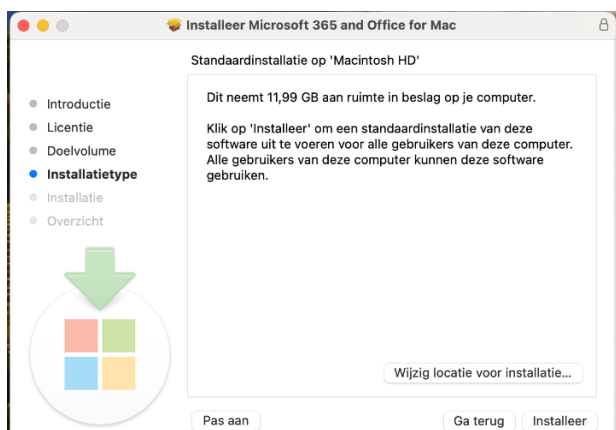 Installeer Microsoft 365 and Office for Mac
Standaardinstallatie op 'Macintosh HD'
Introductie
Licentie
Doelvolume
Installatietype
Installatie
Overzicht
Dit neemt 11,99 GB aan ruimte in beslag op je computer.
Klik op 'Installeer' om een standaardinstallatie van deze
software uit te voeren voor alle gebruikers van deze computer.
Alle gebruikers van deze computer kunnen deze software
gebruiken.
Wijzig locatie voor installatie...
Pas aan
Ga terug
Installeer